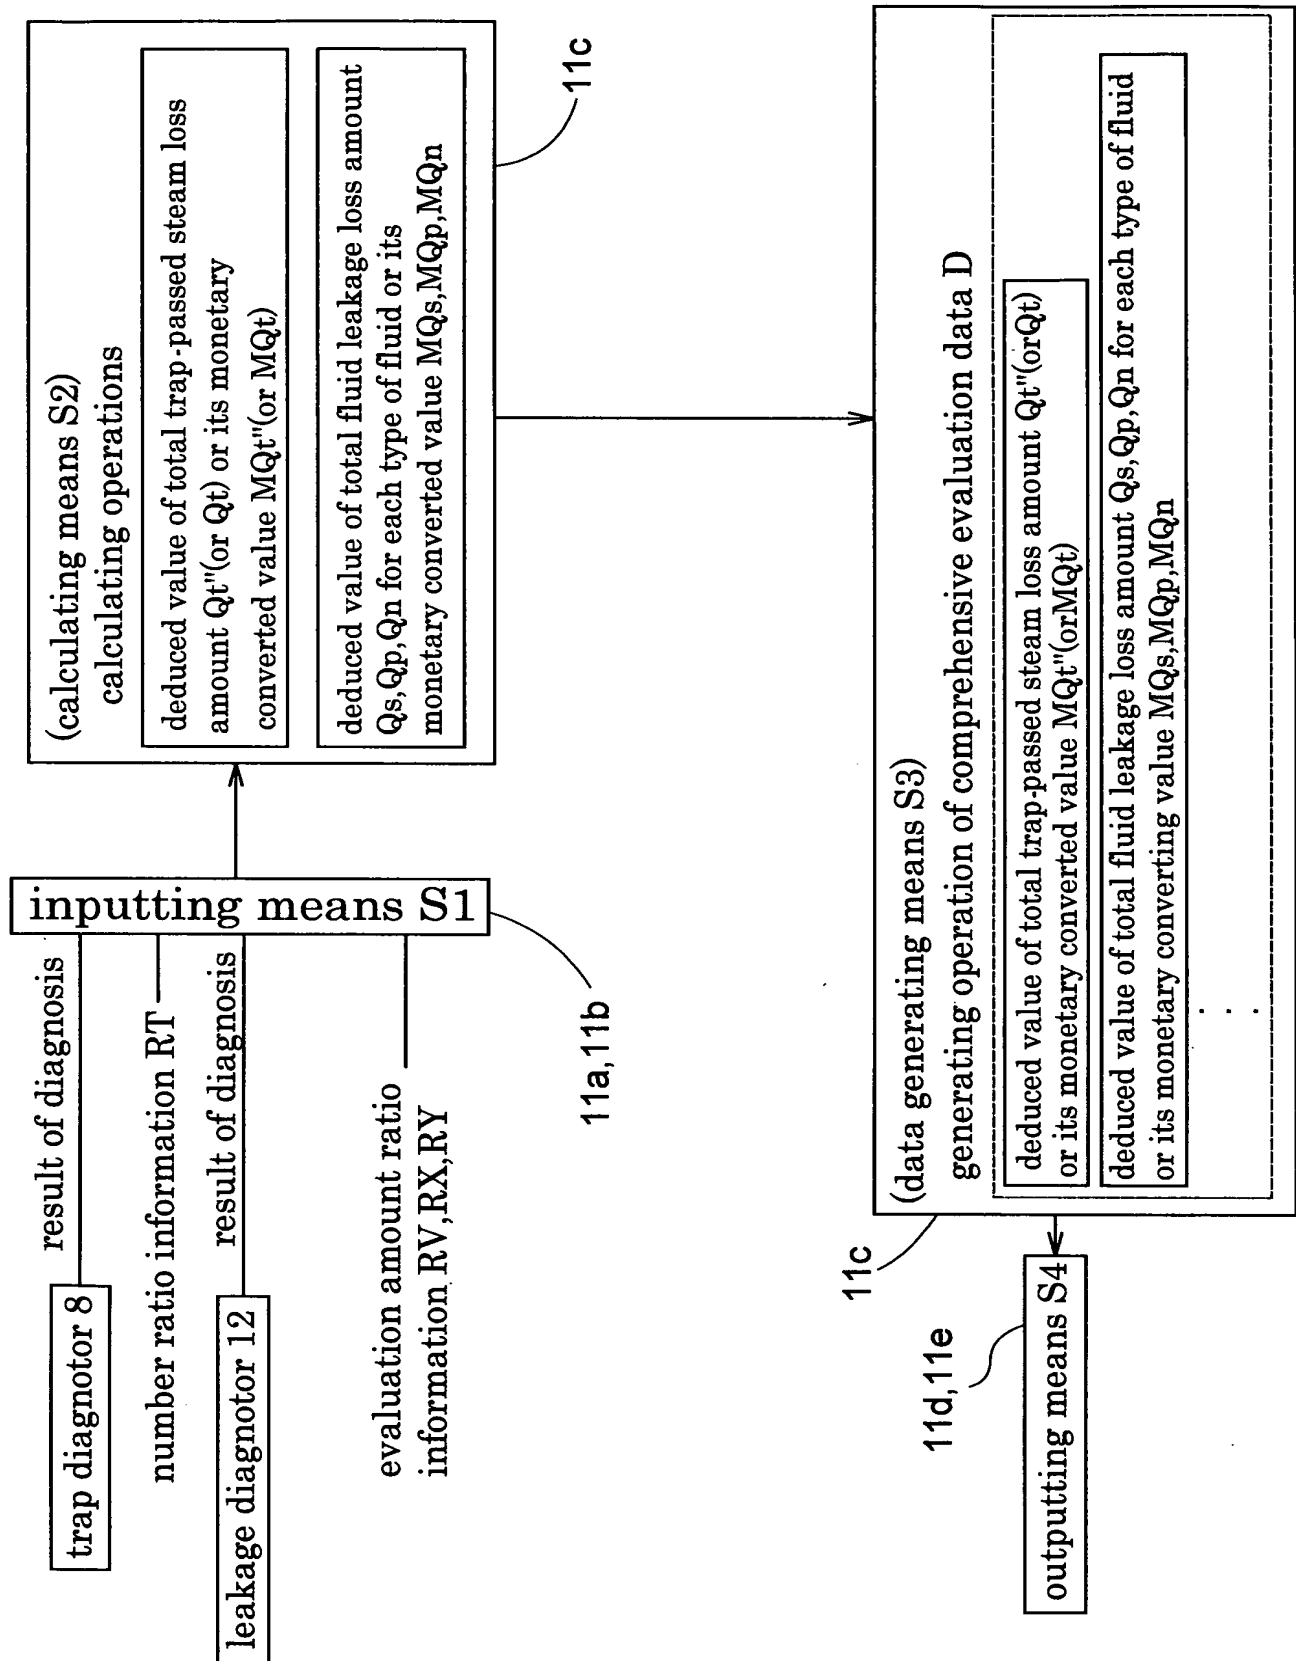 trap diagnotor 8
result of diagnosis
number ratio information RT
leakage diagnotor 12
result of diagnosis
evaluation amount ratio
information RV,RX,RY
inputting means S1
11a,11b
(calculating means S2)
calculating operations
deduced value of total trap-passed steam loss
amount Qt"(or Qt) or its monetary
converted value MQt"(or MQt)
deduced value of total fluid leakage loss amount
Qs,Qp,Qn for each type of fluid or its
monetary converted value MQs,MQp,MQn
11c
(data generating means S3)
generating operation of comprehensive evaluation data D
deduced value of total trap-passed steam loss amount Qt"(orQt)
or its monetary converted value MQt"(orMQt)
deduced value of total fluid leakage loss amount Qs,Qp,Qn for each type of fluid
or its monetary converting value MQs,MQp,MQn
. . .
11c
outputting means S4
11d,11e